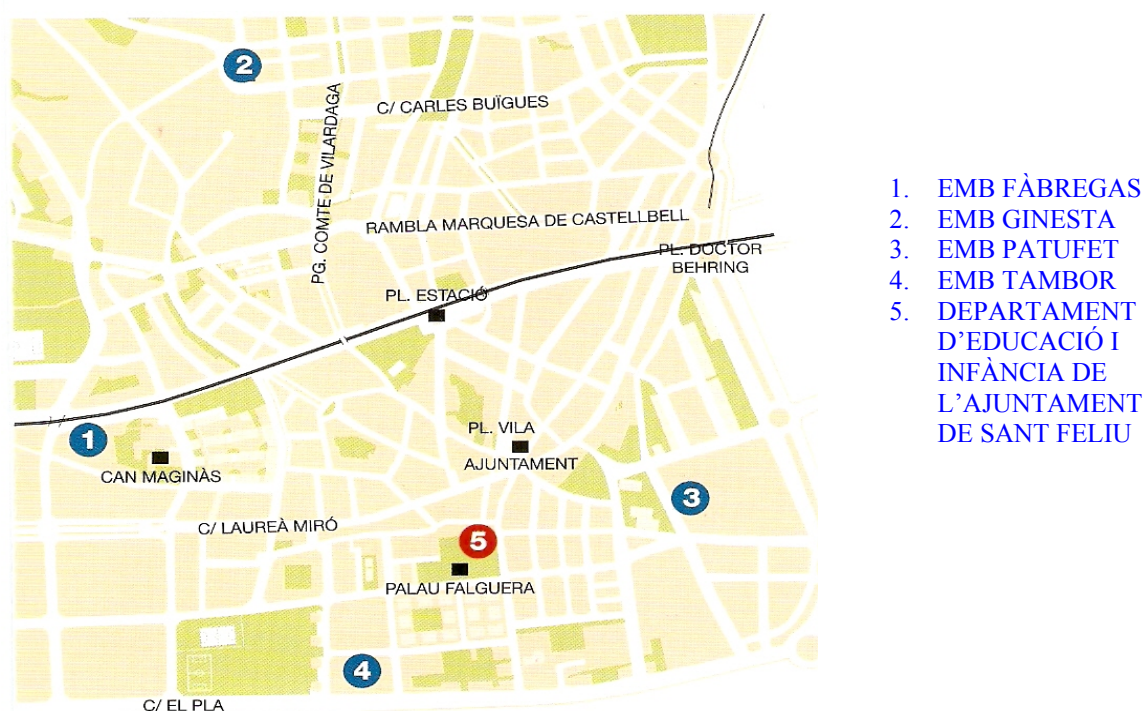 2
C/ CARLES BUÏGUES
PG. COMTE DE VILARDAGA
RAMBLA MARQUESA DE CASTELLBELL
PL. DOCTOR
BEHRING
PL. ESTACIÓ
1
CAN MAGINÀS
PL. VILA
AJUNTAMENT
3
C/ LAUREÀ MIRÓ
5
PALAU FALGUERA
4
C/ EL PLA
1. EMB FÀBREGAS
2. EMB GINESTA
3. EMB PATUFET
4. EMB TAMBOR
5. DEPARTAMENT
D’EDUCACIÓ I
INFÀNCIA DE
L’AJUNTAMENT
DE SANT FELIU